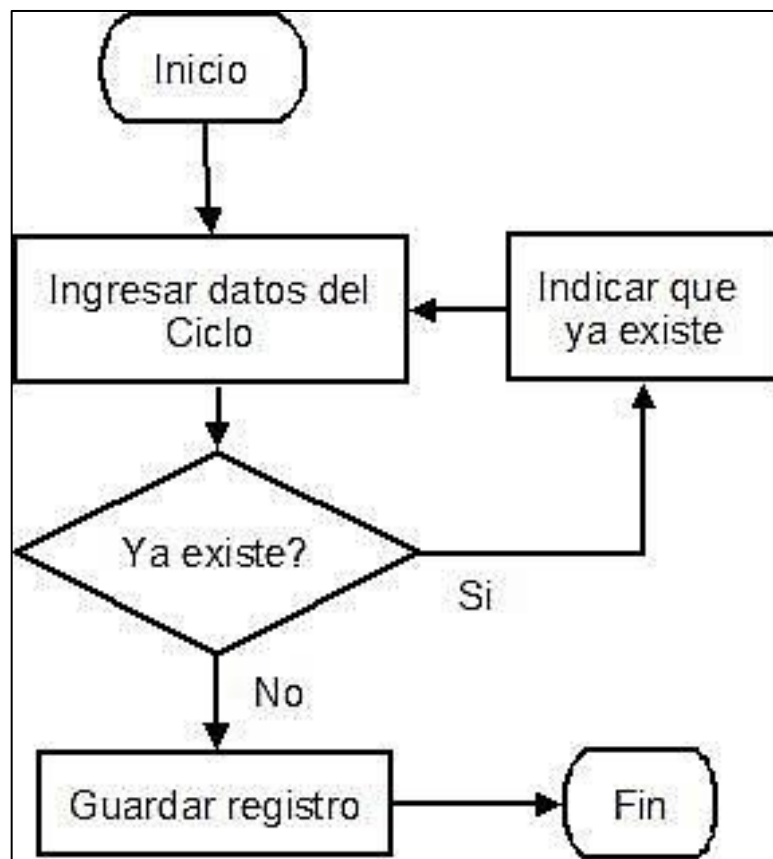 Inicio
Ingresar datos del
Ciclo
Indicar que
ya existe
Ya existe?
Si
No
Guardar registro
Fin